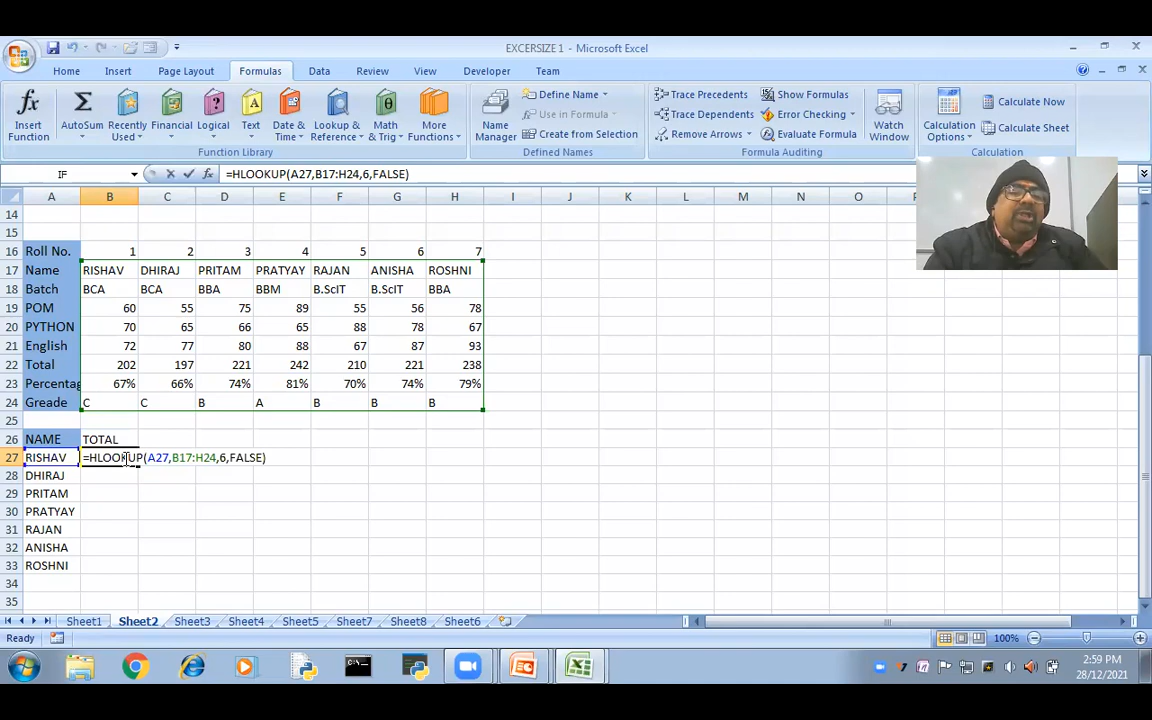 EXCERSIZE 1 - Microsoft Excel
Home Insert Page Layout Formulas Data Review View Developer Team
Insert Function
AutoSum
Recently Used
Financial
Logical
Text
Date & Time
Lookup & Reference
Math & Trig
More Functions
Function Library
Name Manager
Define Name
Use in Formula
Create from Selection
Defined Names
Trace Precedents
Trace Dependents
Remove Arrows
Show Formulas
Error Checking
Evaluate Formula
Formula Auditing
Watch Window
Calculation Options
Calculate Now
Calculate Sheet
Calculation
IF fx =HLOOKUP(A27,B17:H24,6,FALSE)
A B C D E F G H I J K L M N O
14
15
16 Roll No. 1 2 3 4 5 6 7
17 Name RISHAV DHIRAJ PRITAM PRATYAY RAJAN ANISHA ROSHNI
18 Batch BCA BCA BBA BBM B.ScIT B.ScIT BBA
19 POM 60 55 75 89 55 56 78
20 PYTHON 70 65 66 65 88 78 67
21 English 72 77 80 88 67 87 93
22 Total 202 197 221 242 210 221 238
23 Percentag 67% 66% 74% 81% 70% 74% 79%
24 Greade C C B A B B B
25
26 NAME TOTAL
27 RISHAV =HLOOKUP(A27,B17:H24,6,FALSE)
28 DHIRAJ
29 PRITAM
30 PRATYAY
31 RAJAN
32 ANISHA
33 ROSHNI
34
35
Sheet1 Sheet2 Sheet3 Sheet4 Sheet5 Sheet7 Sheet8 Sheet6
Ready 100%
2:59 PM
28/12/2021